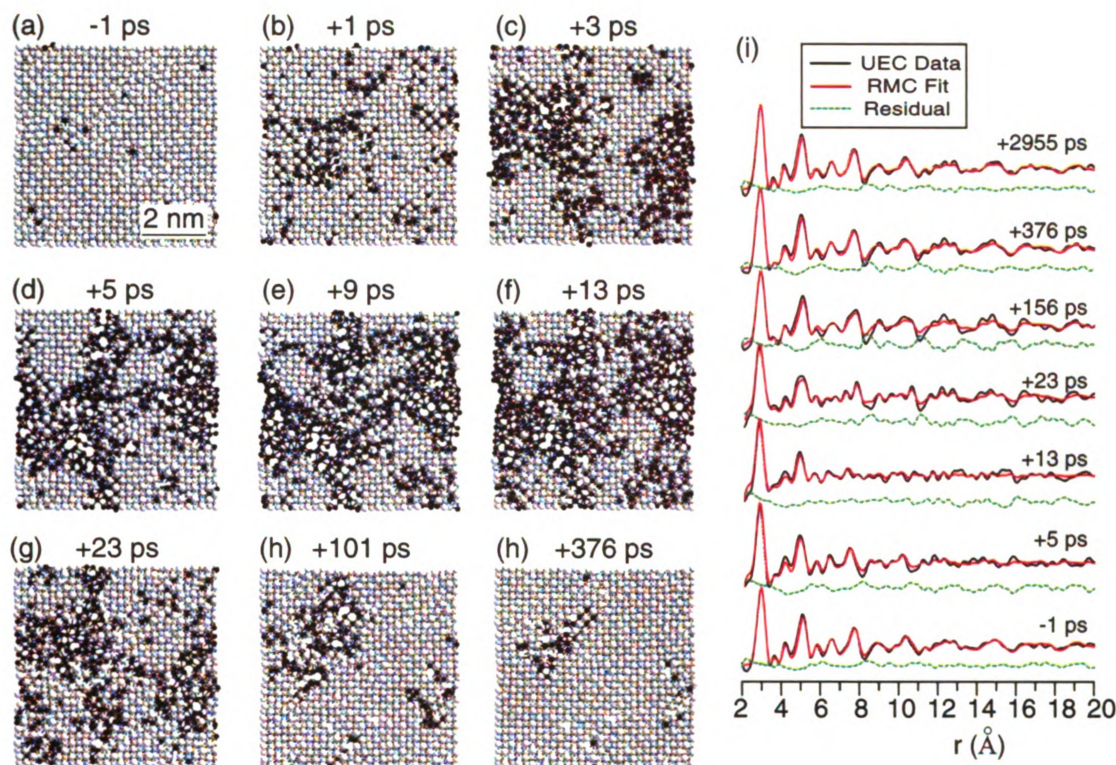 (a) -1 ps
(b) +1 ps
(c) +3 ps
2 nm
(d) +5 ps
(e) +9 ps
(f) +13 ps
(g) +23 ps
(h) +101 ps
(h) +376 ps
(i)
UEC Data
RMC Fit
Residual
+2955 ps
+376 ps
+156 ps
+23 ps
+13 ps
+5 ps
-1 ps
2 4 6 8 10 12 14 16 18 20
r (Å)